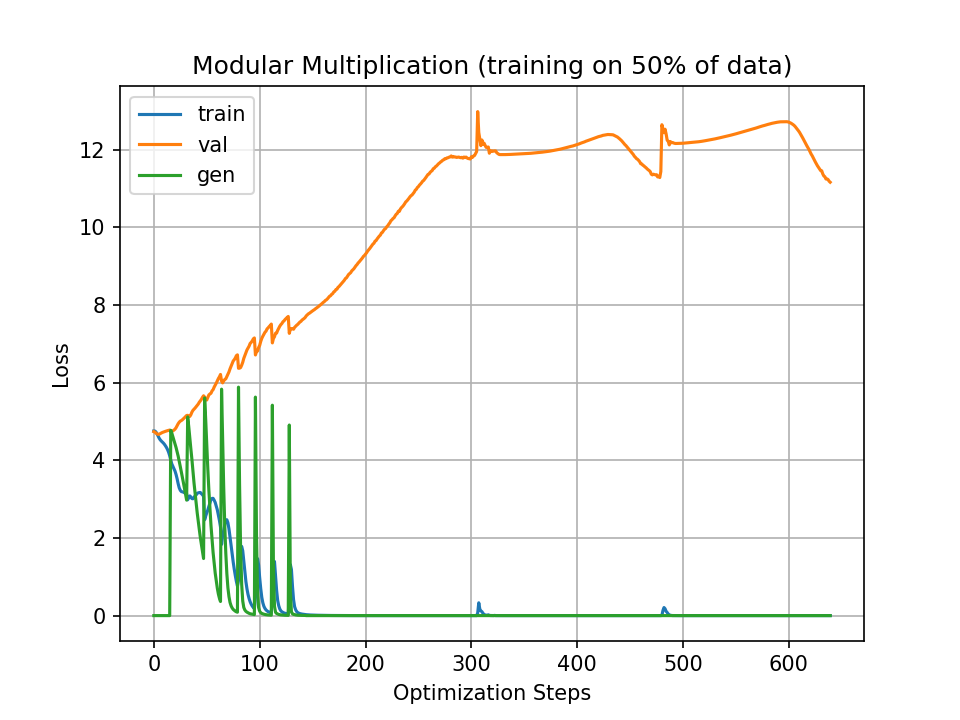 Modular Multiplication (training on 50% of data)
train
val
gen
12
10
8
6
4
2
0
Loss
0 100 200 300 400 500 600
Optimization Steps